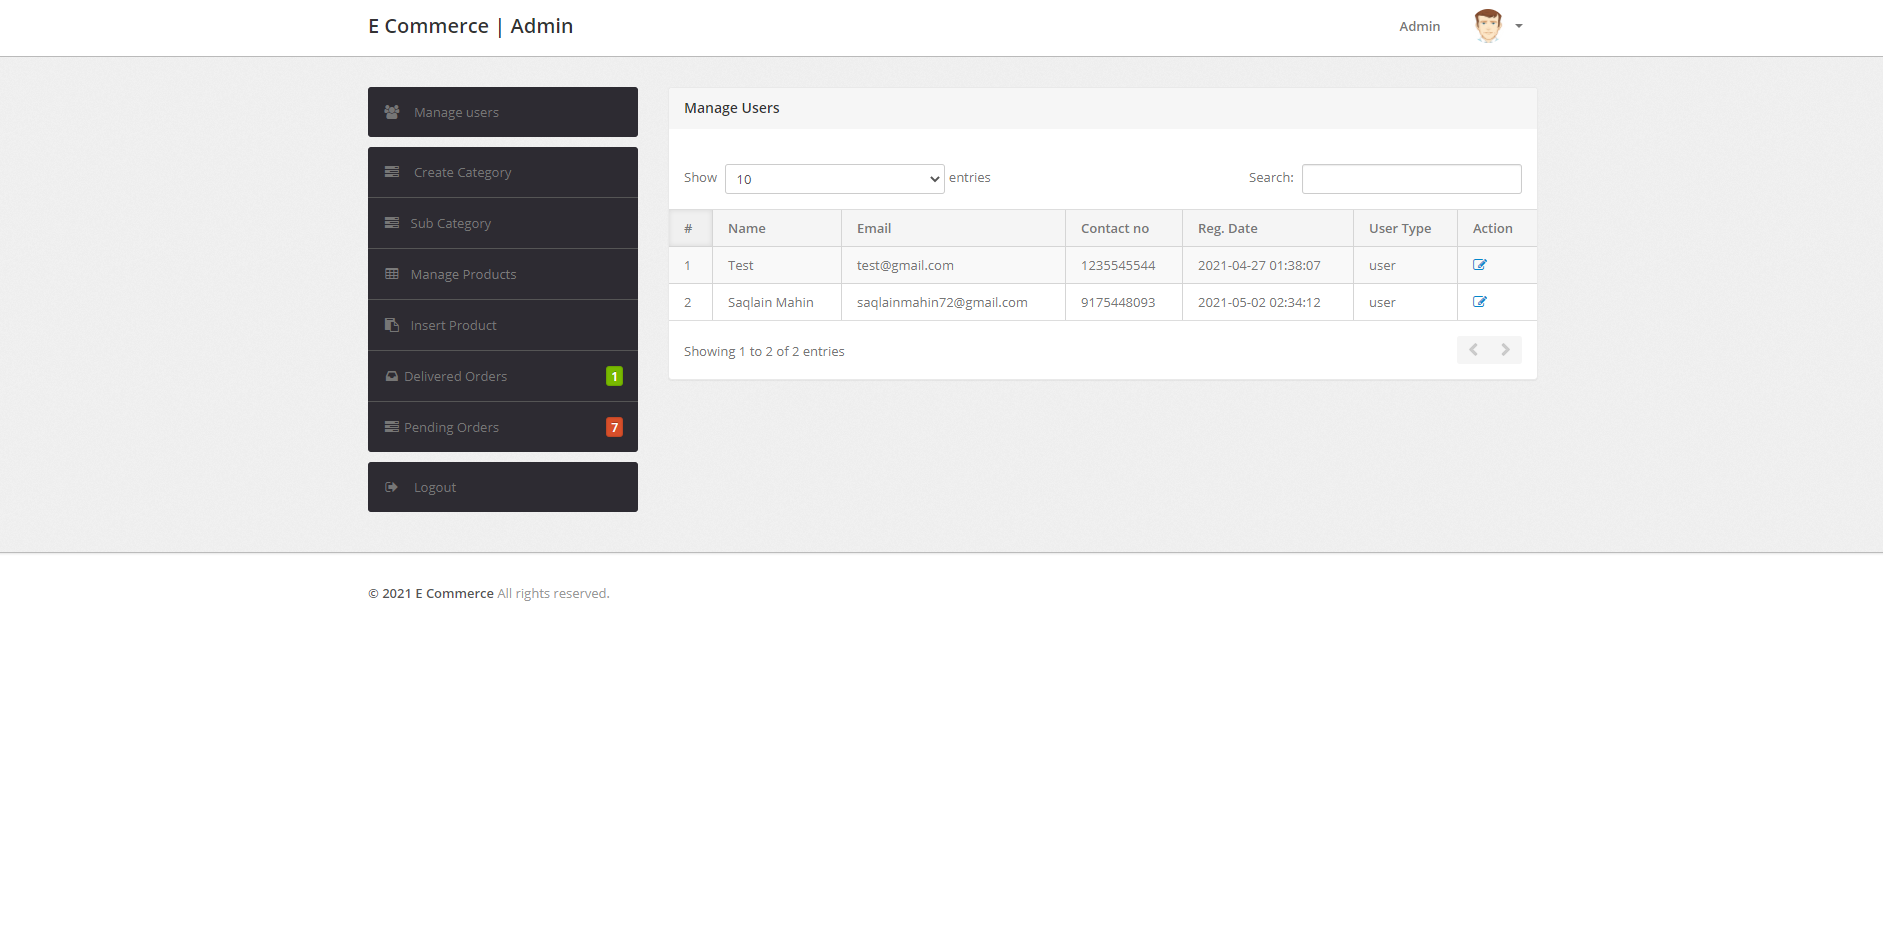 E Commerce | Admin
Admin
Manage users
Create Category
Sub Category
Manage Products
Insert Product
Delivered Orders 1
Pending Orders 7
Logout
Manage Users
Show 10 entries Search:
# Name Email Contact no Reg. Date User Type Action
1 Test test@gmail.com 1235545544 2021-04-27 01:38:07 user
2 Saqlain Mahin saqlainmahin72@gmail.com 9175448093 2021-05-02 02:34:12 user
Showing 1 to 2 of 2 entries
© 2021 E Commerce All rights reserved.